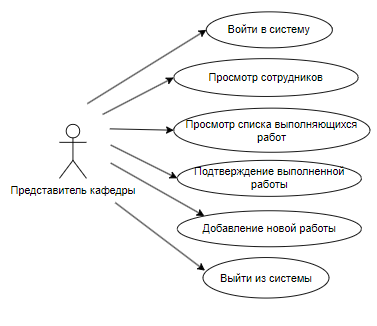 Войти в систему
Просмотр сотрудников
Просмотр списка выполняющихся
работ
Представитель кафедры
Подтверждение выполненной
работы
Добавление новой работы
Выйти из системы